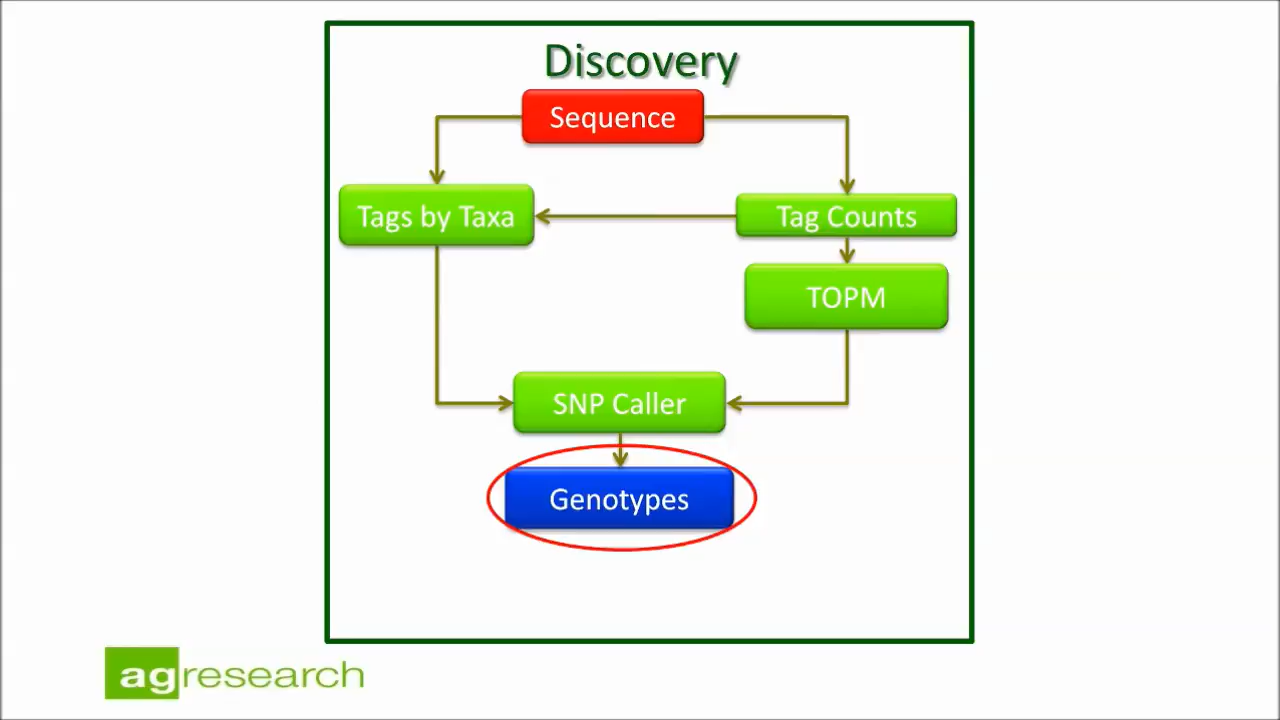 Discovery
Sequence
Tags by Taxa
Tag Counts
TOPM
SNP Caller
Genotypes
agresearch